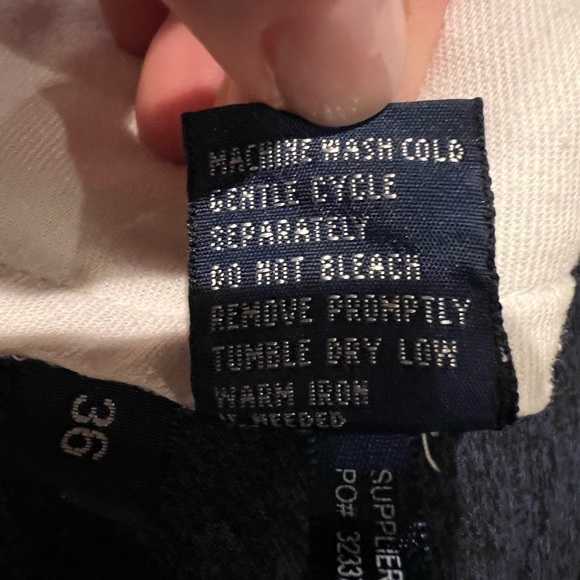 MACHINE WASH COLD
GENTLE CYCLE
SEPARATELY
DO NOT BLEACH
REMOVE PROMPTLY
TUMBLE DRY LOW
WARM IRON
IF NEEDED
36
SUPPLIER
PO# 3233